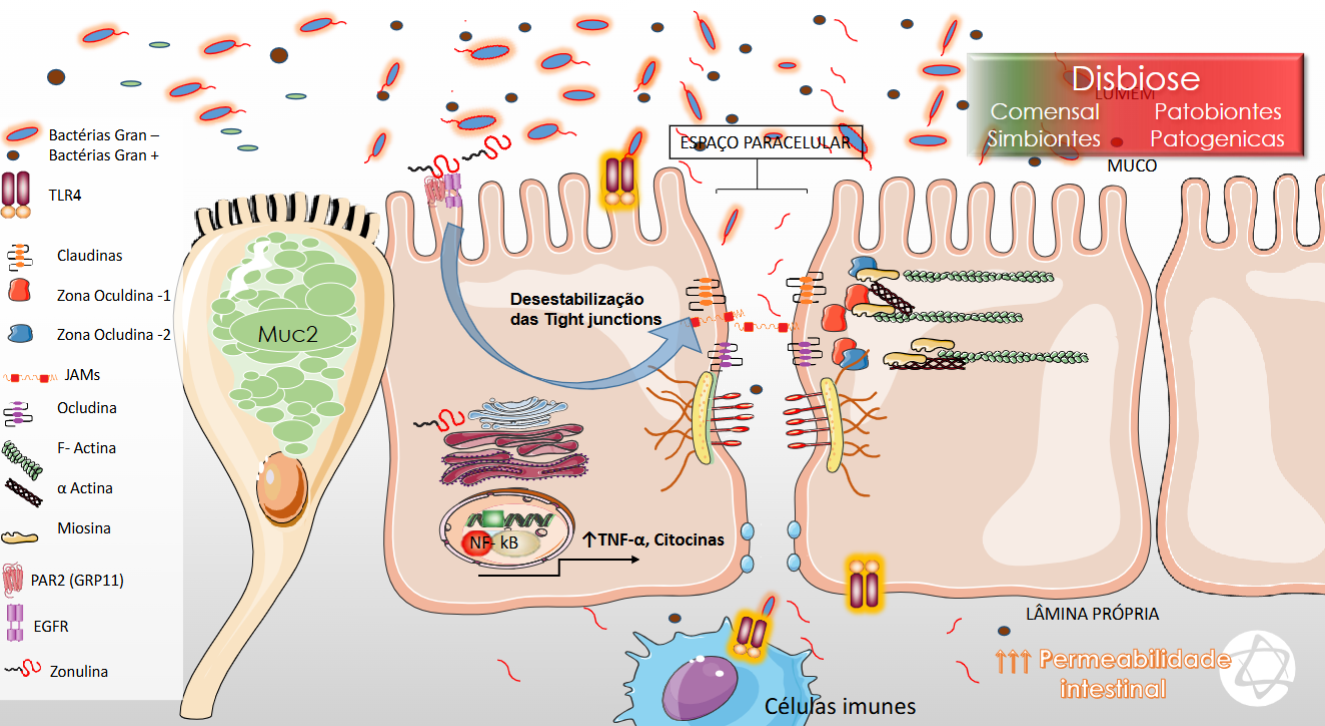 Disbiose
LÚMEM
Comensal Patobiontes
Simbiontes Patogenicas
MUCO
ESPAÇO PARACELULAR
Bactérias Gran –
Bactérias Gran +
TLR4
Claudinas
Zona Oculdina -1
Zona Ocludina -2
JAMs
Ocludina
F- Actina
α Actina
Miosina
PAR2 (GRP11)
EGFR
Zonulina
Muc2
Desestabilização
das Tight junctions
NF- kB
↑TNF-α, Citocinas
LÂMINA PRÓPRIA
↑↑↑ Permeabilidade
intestinal
Células imunes